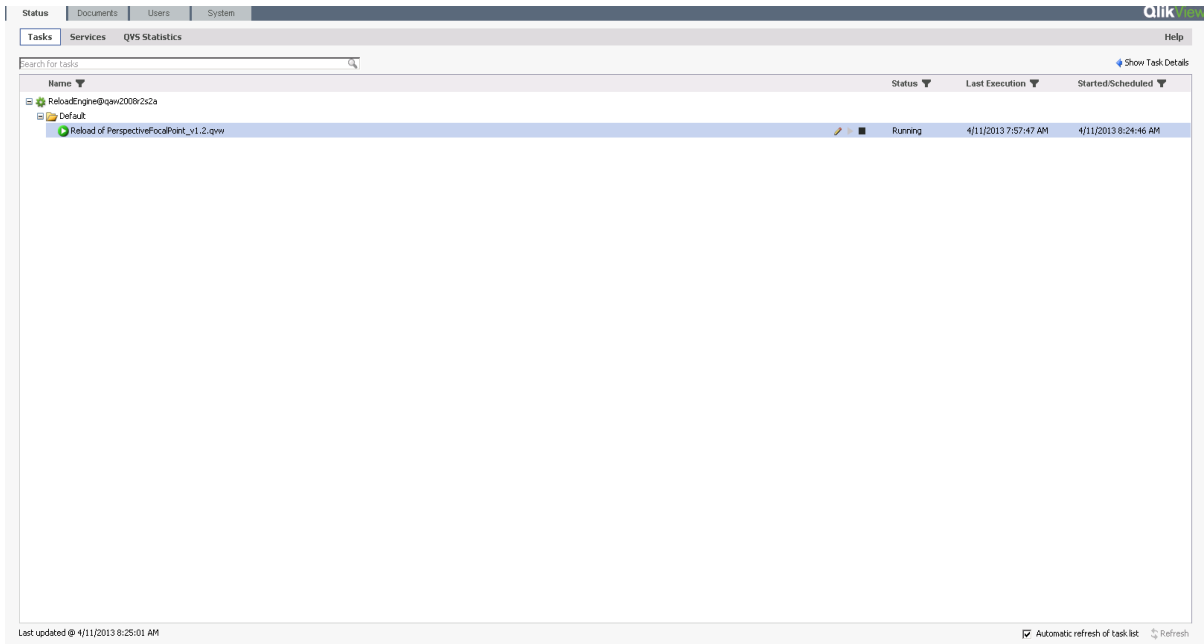 Status Documents Users System QlikView
Tasks Services QVS Statistics Help
Search for tasks Show Task Details
Name Status Last Execution Started/Scheduled
ReloadEngine@qaw2008r2s2a
Default
Reload of PerspectiveFocalPoint_v1.2.qvw Running 4/11/2013 7:57:47 AM 4/11/2013 8:24:46 AM
Last updated @ 4/11/2013 8:25:01 AM Automatic refresh of task list Refresh